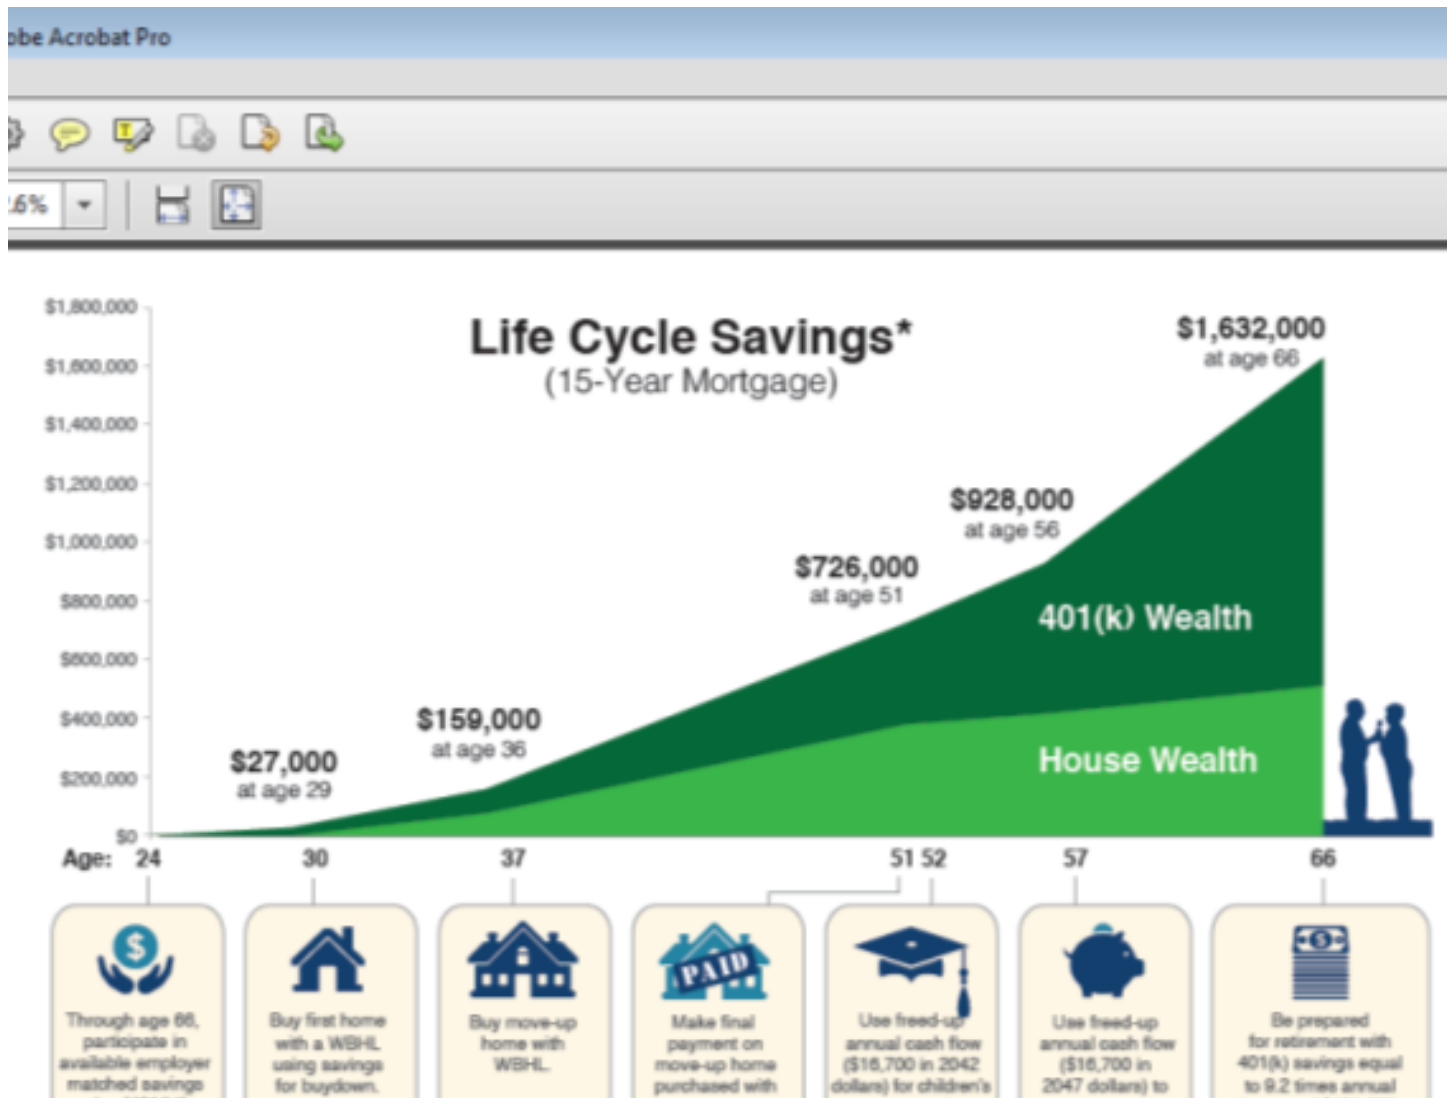 obe Acrobat Pro
.6%
Life Cycle Savings*
(15-Year Mortgage)
$1,800,000
$1,600,000
$1,400,000
$1,200,000
$1,000,000
$800,000
$600,000
$400,000
$200,000
$0
$1,632,000
at age 66
$928,000
at age 56
$726,000
at age 51
$159,000
at age 36
$27,000
at age 29
401(k) Wealth
House Wealth
Age: 24 30 37 51 52 57 66
Through age 66,
participate in
available employer
matched savings
Buy first home
with a WBHL
using savings
for buydown.
Buy move-up
home with
WBHL.
PAID
Make final
payment on
move-up home
purchased with
Use freed-up
annual cash flow
($16,700 in 2042
dollars) for children's
Use freed-up
annual cash flow
($16,700 in
2047 dollars) to
Be prepared
for retirement with
401(k) savings equal
to 9.2 times annual